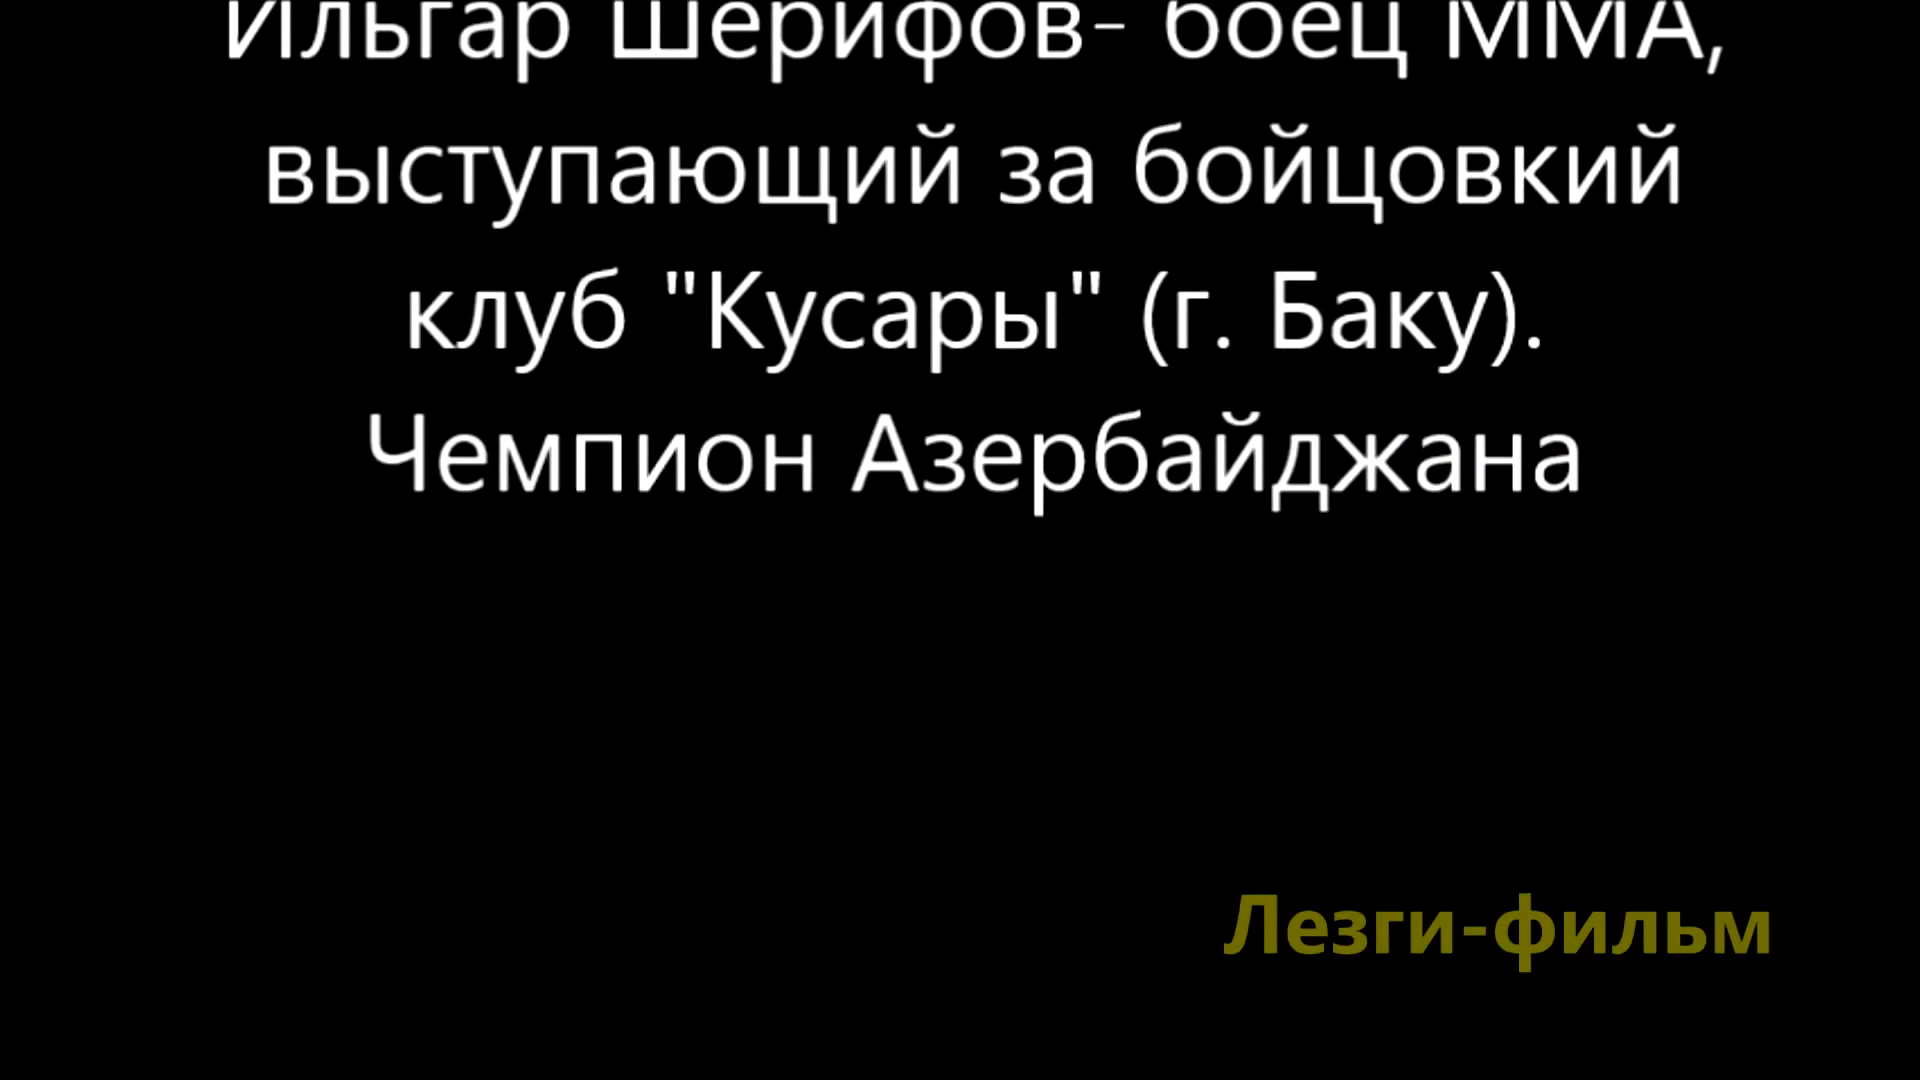 Ильгар Шерифов- боец ММА,
выступающий за бойцовкий
клуб "Кусары" (г. Баку).
Чемпион Азербайджана
Лезги-фильм